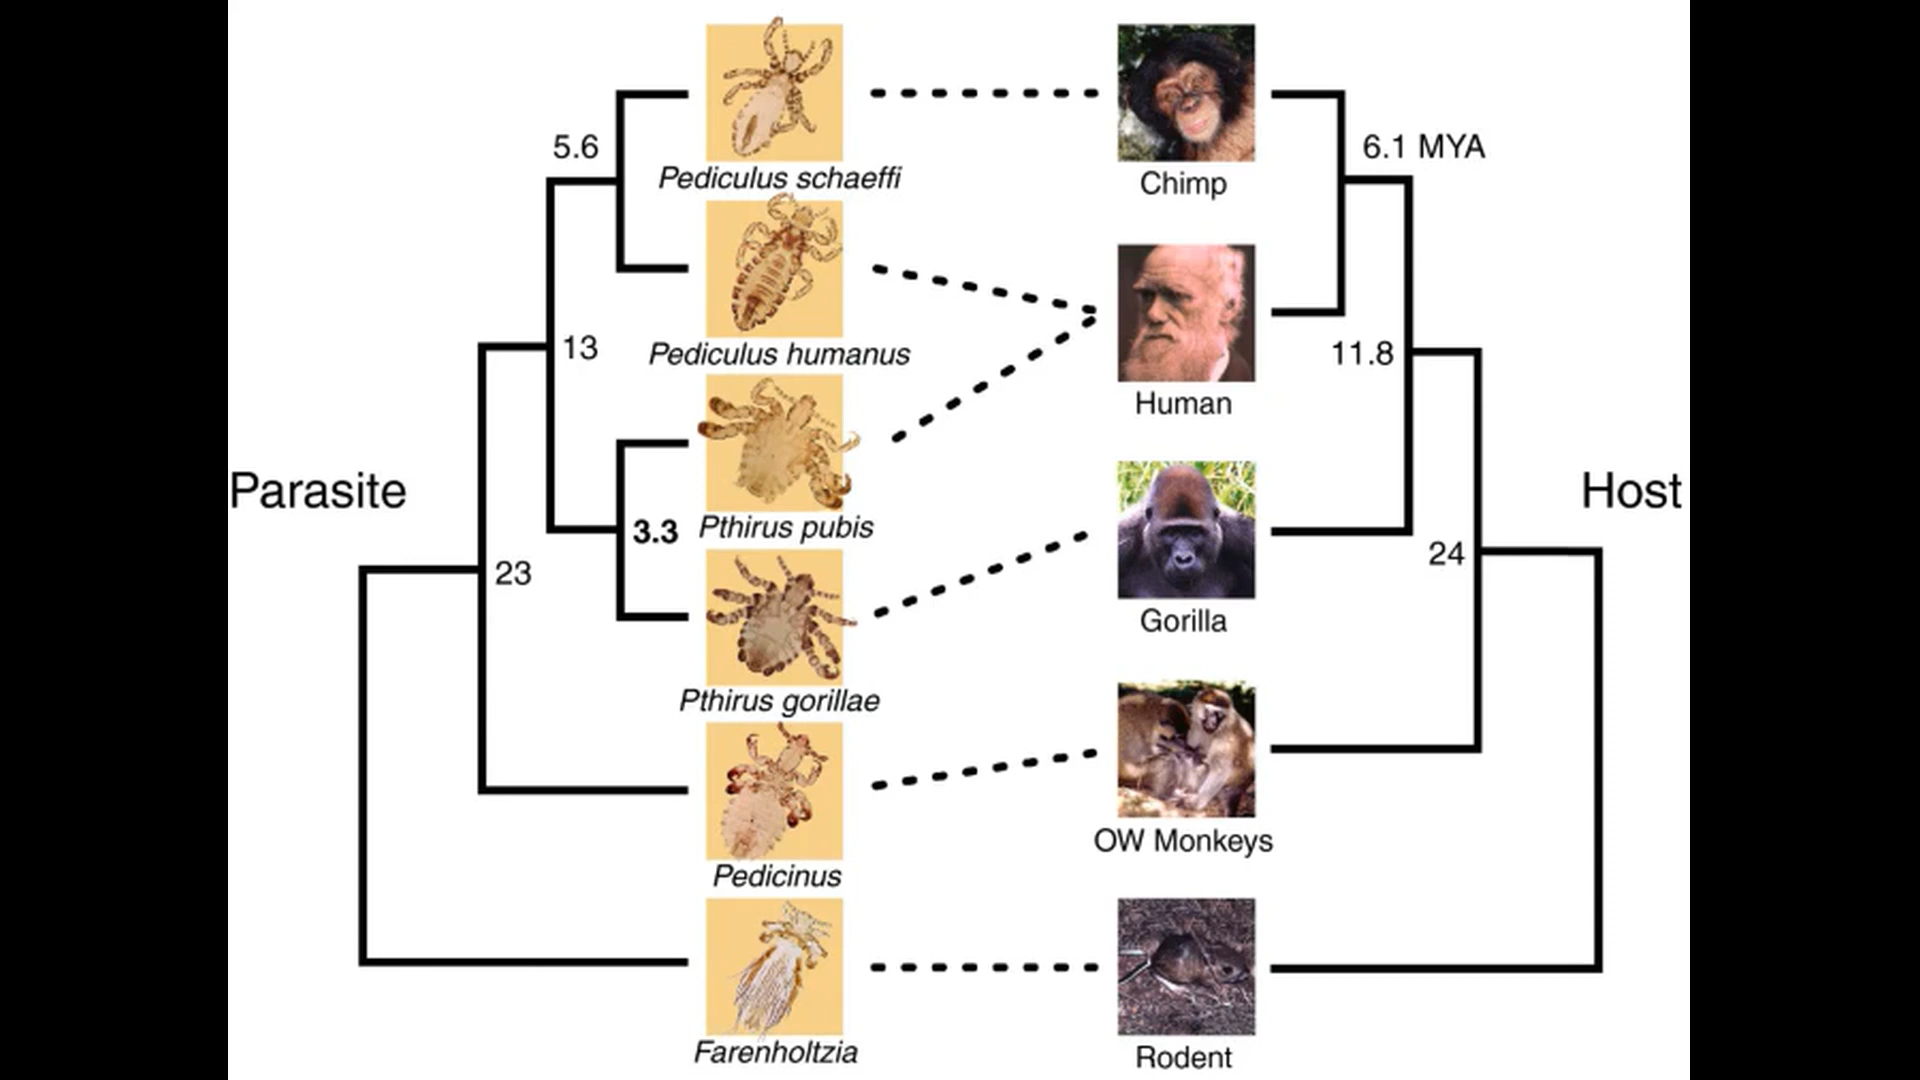 5.6
Pediculus schaeffi
Chimp
6.1 MYA
13
Pediculus humanus
11.8
Human
Parasite
Host
3.3
Pthirus pubis
23
24
Gorilla
Pthirus gorillae
OW Monkeys
Pedicinus
Farenholtzia
Rodent